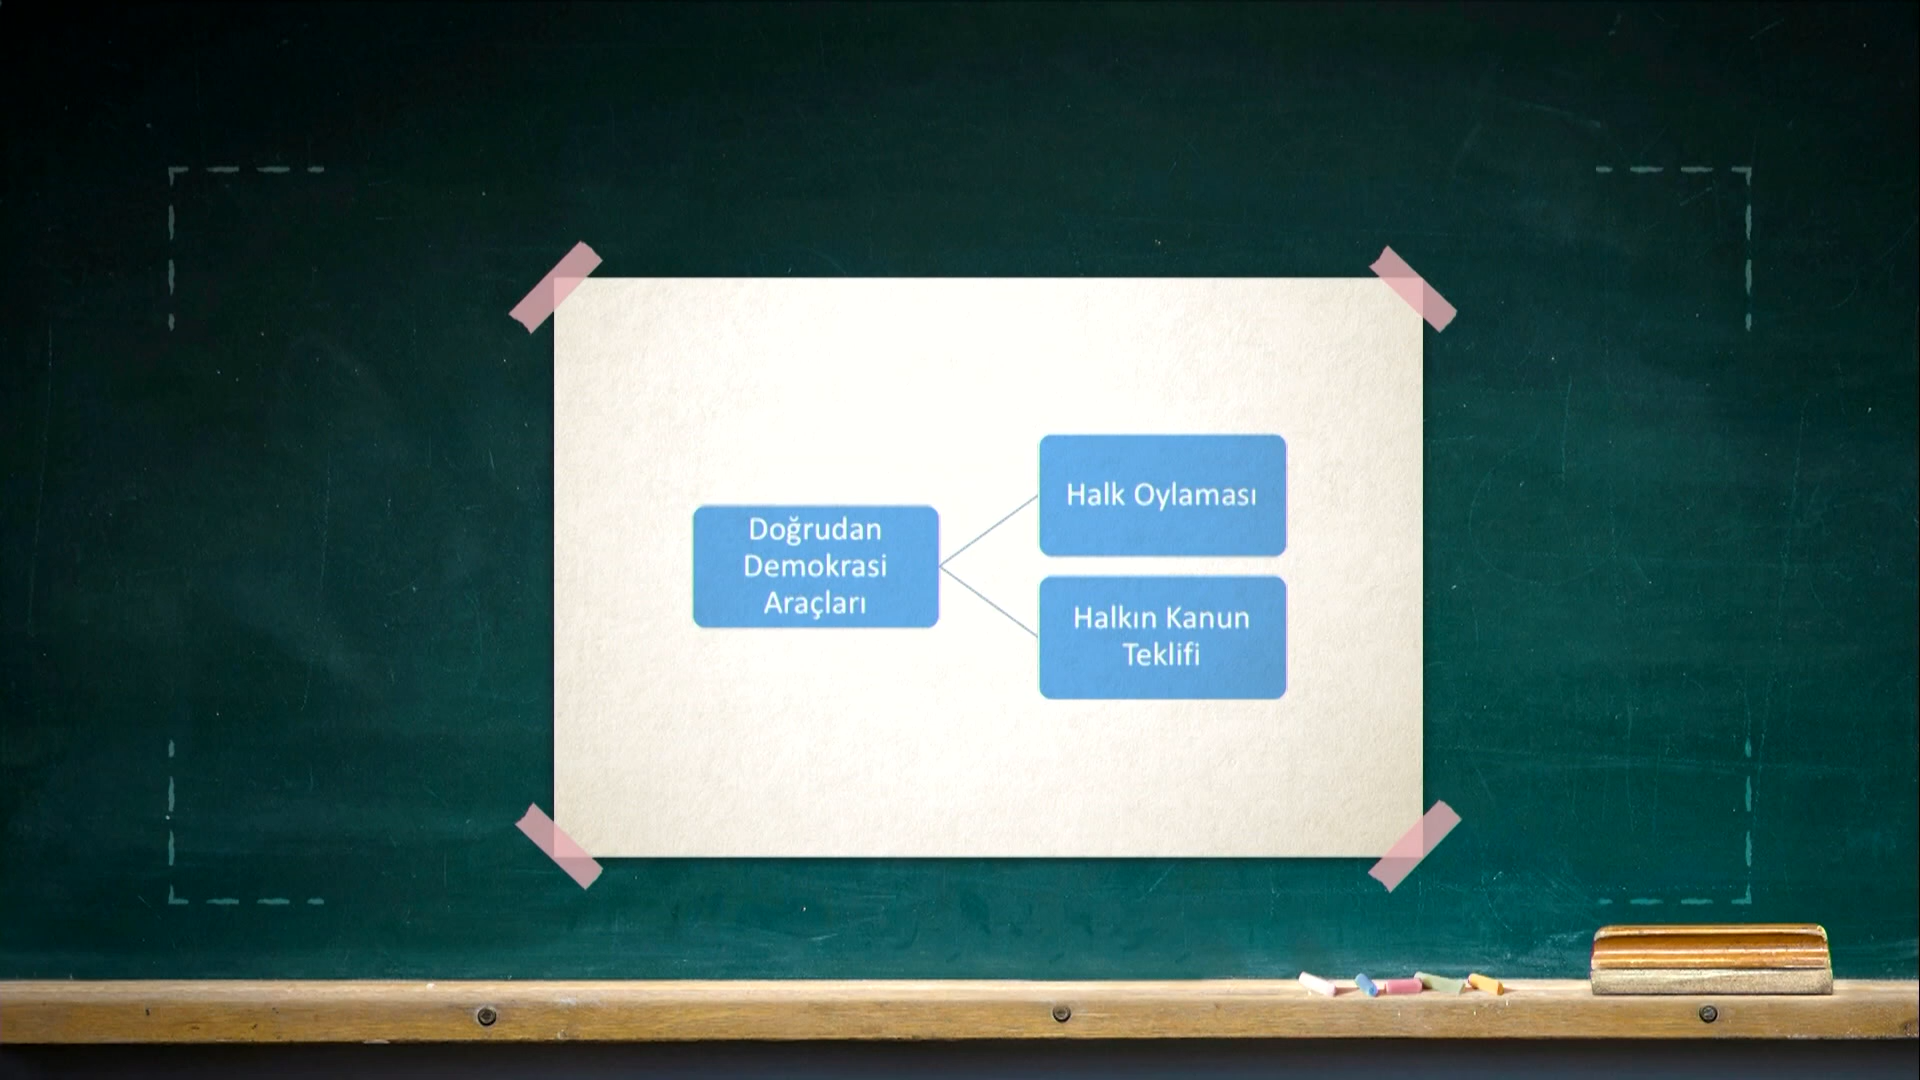 Doğrudan
Demokrasi
Araçları
Halk Oylaması
Halkın Kanun
Teklifi